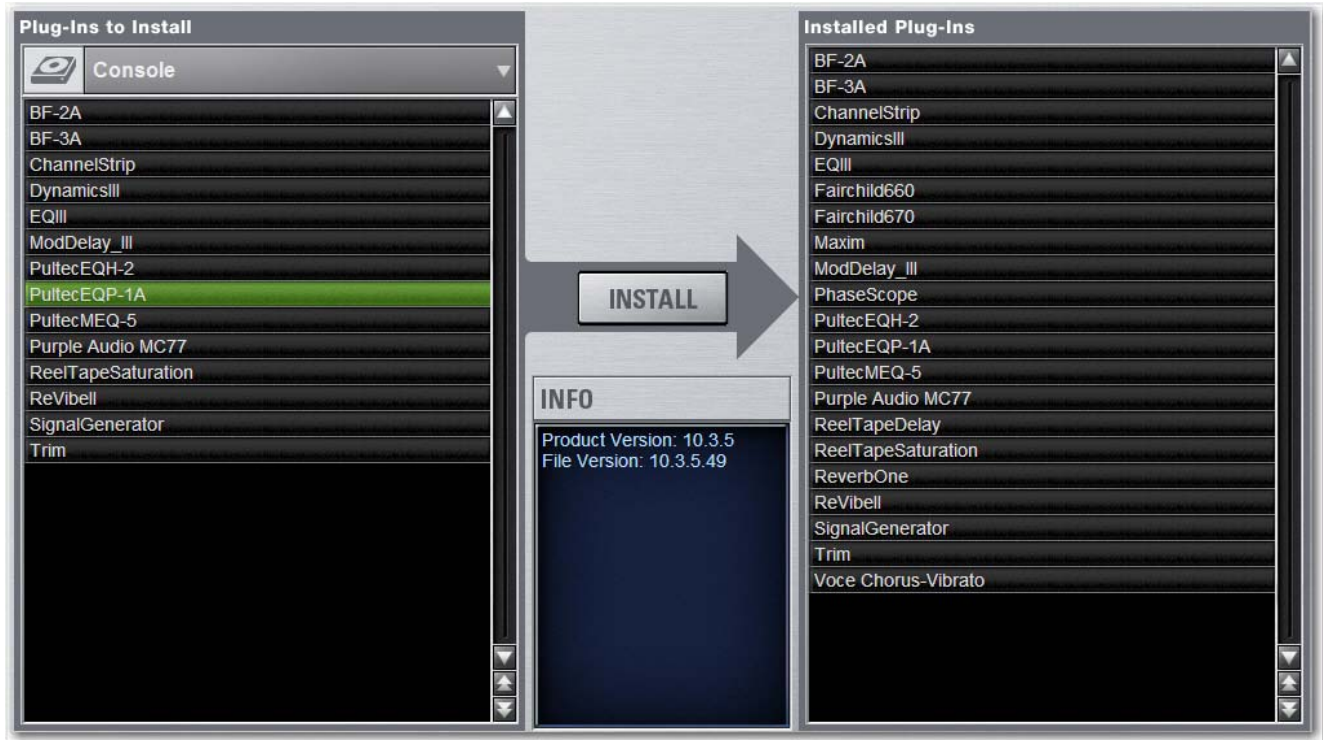 Plug-Ins to Install
Console
BF-2A
BF-3A
ChannelStrip
DynamicsIII
EQIII
ModDelay_III
PultecEQH-2
PultecEQP-1A
PultecMEQ-5
Purple Audio MC77
ReelTapeSaturation
ReVibeII
SignalGenerator
Trim
INSTALL
INFO
Product Version: 10.3.5
File Version: 10.3.5.49
Installed Plug-Ins
BF-2A
BF-3A
ChannelStrip
DynamicsIII
EQIII
Fairchild660
Fairchild670
Maxim
ModDelay_III
PhaseScope
PultecEQH-2
PultecEQP-1A
PultecMEQ-5
Purple Audio MC77
ReelTapeDelay
ReelTapeSaturation
ReverbOne
ReVibeII
SignalGenerator
Trim
Voce Chorus-Vibrato